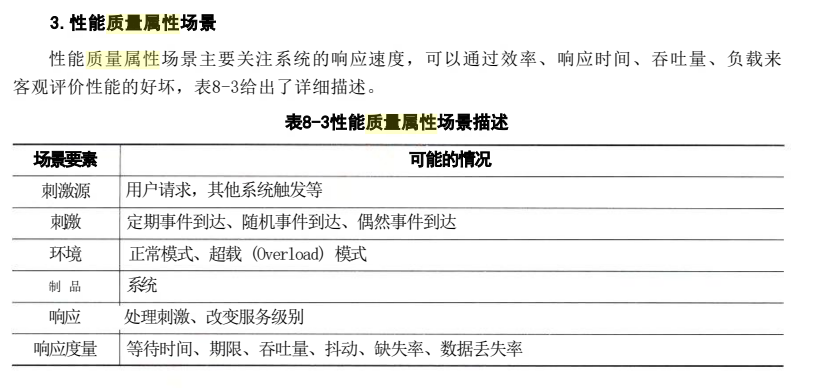 3. 性能质量属性场景
性能质量属性场景主要关注系统的响应速度，可以通过效率、响应时间、吞吐量、负载来
客观评价性能的好坏，表8-3给出了详细描述。
表8-3性能质量属性场景描述
场景要素 可能的情况
刺激源 用户请求，其他系统触发等
刺激 定期事件到达、随机事件到达、偶然事件到达
环境 正常模式、超载（Overload）模式
制 品 系统
响应 处理刺激、改变服务级别
响应度量 等待时间、期限、吞吐量、抖动、缺失率、数据丢失率